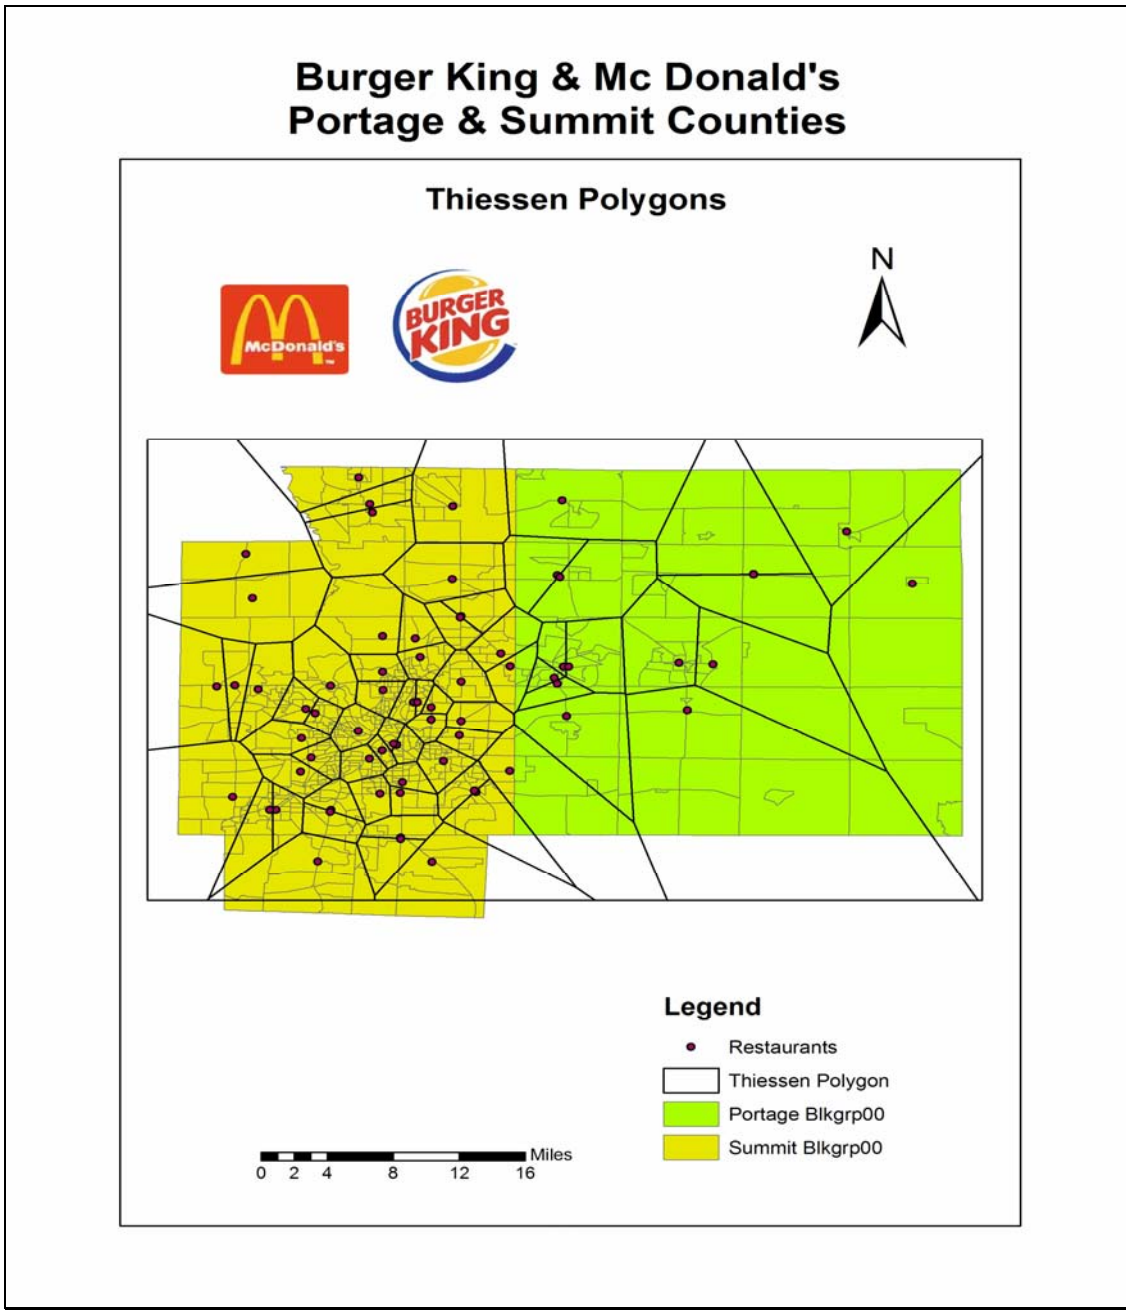 Burger King & Mc Donald's
Portage & Summit Counties
Thiessen Polygons
N
McDonald's
TM
BURGER
KING
Legend
Restaurants
Thiessen Polygon
Portage Blkgrp00
Summit Blkgrp00
Miles
0 2 4 8 12 16